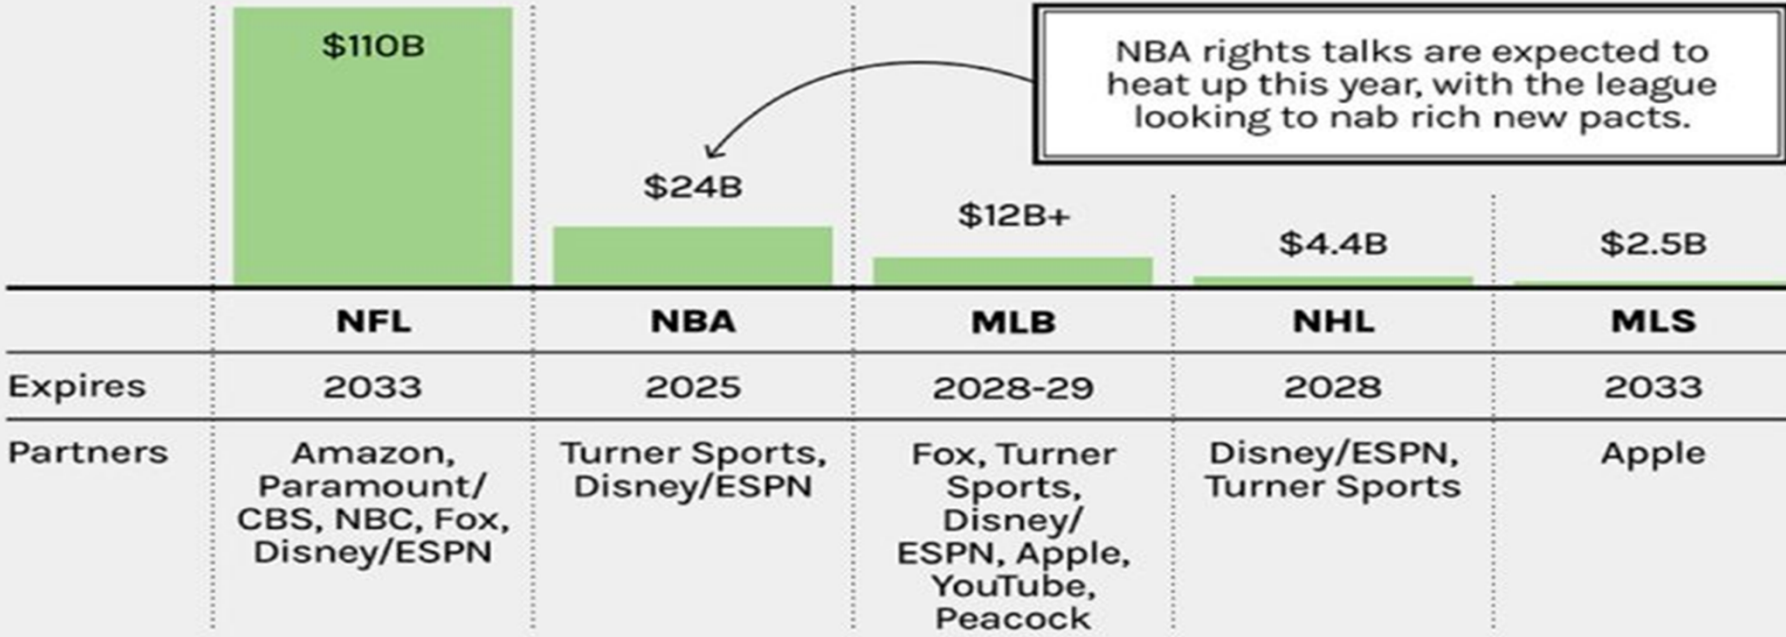 $110B
NBA rights talks are expected to
heat up this year, with the league
looking to nab rich new pacts.
$24B
$12B+
$4.4B
$2.5B
NFL
NBA
MLB
NHL
MLS
Expires
2033
2025
2028-29
2028
2033
Partners
Amazon,
Paramount/
CBS, NBC, Fox,
Disney/ESPN
Turner Sports,
Disney/ESPN
Fox, Turner
Sports,
Disney/
ESPN, Apple,
YouTube,
Peacock
Disney/ESPN,
Turner Sports
Apple